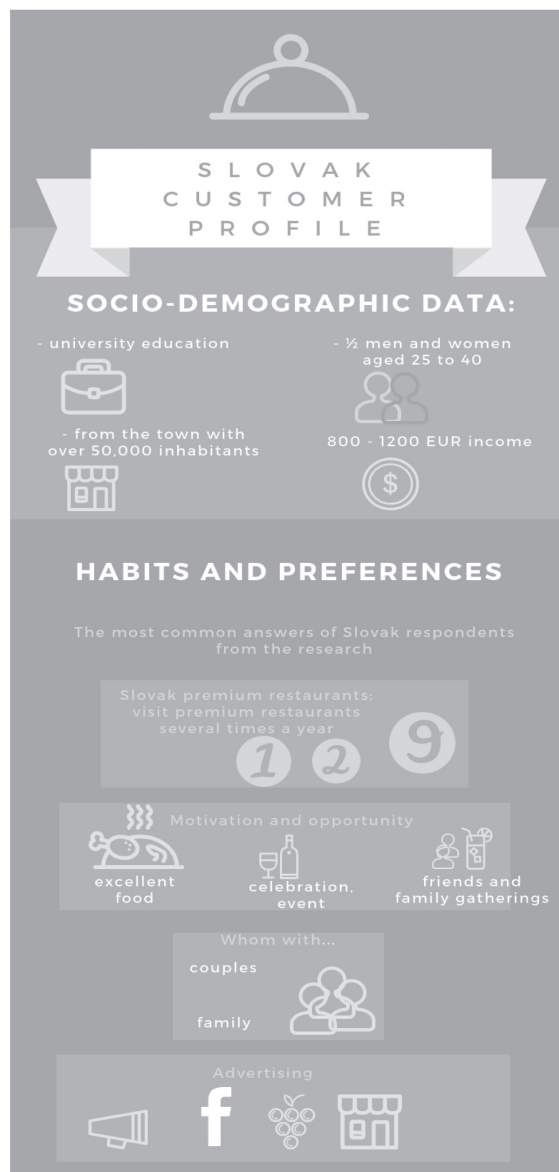 SLOVAK
CUSTOMER
PROFILE
SOCIO-DEMOGRAPHIC DATA:
- university education
- ½ men and women
aged 25 to 40
- from the town with
over 50,000 inhabitants
800 - 1200 EUR income
$
HABITS AND PREFERENCES
The most common answers of Slovak respondents
from the research
Slovak premium restaurants:
visit premium restaurants
several times a year
1 2 9
Motivation and opportunity
excellent
food
celebration,
event
friends and
family gatherings
Whom with...
couples
family
Advertising
f